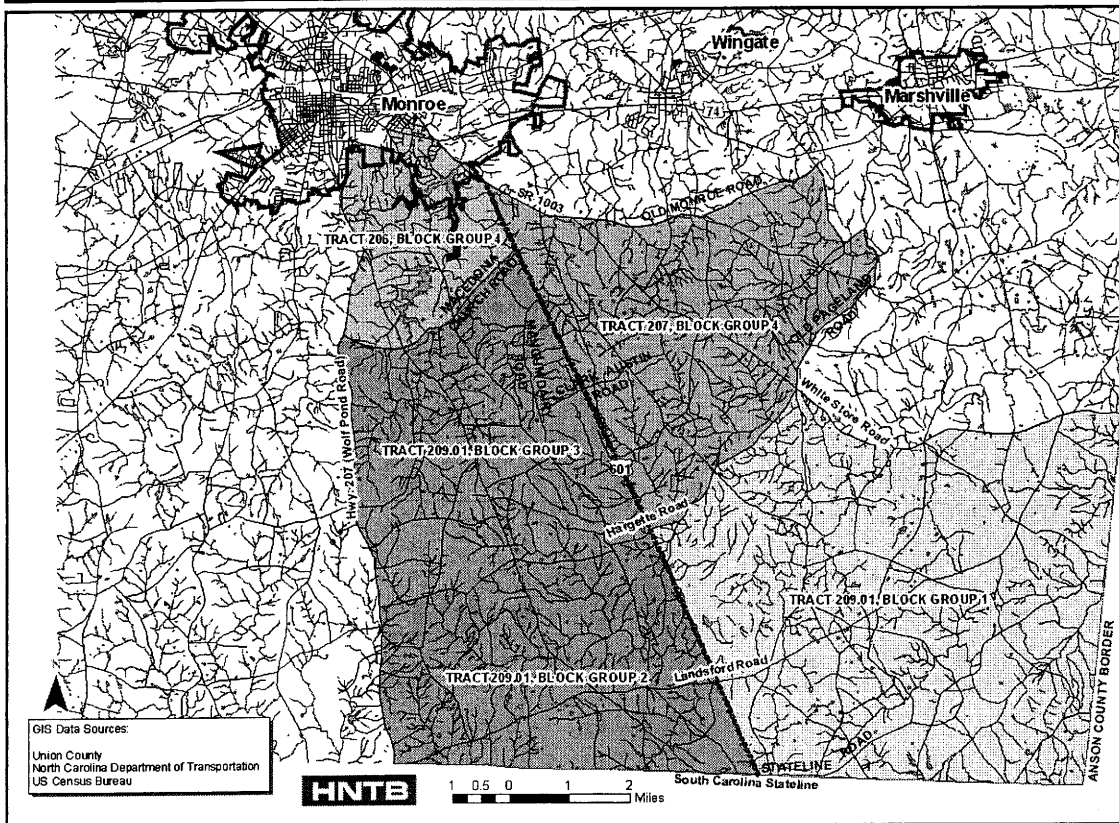 Wingate
Monroe
Marshville
74
SR 1003
OLD MONROE ROAD
TRACT 206, BLOCK GROUP 4
MACEDONIA
CHURCH ROAD
TRACT 207, BLOCK GROUP 4
OLD PAGELAND
ROAD
ROAD
AUSTIN
ROAD
Hwy 207 (Wolf Pond Road)
White Store Road
TRACT 209.01, BLOCK GROUP 3
601
Hargette Road
TRACT 209.01, BLOCK GROUP 1
Landsford Road
TRACT 209.01, BLOCK GROUP 2
ANSON COUNTY BORDER
STATELINE
ROAD
South Carolina Stateline
GIS Data Sources:
Union County
North Carolina Department of Transportation
US Census Bureau
HNTB
1 0.5 0 1 2
Miles